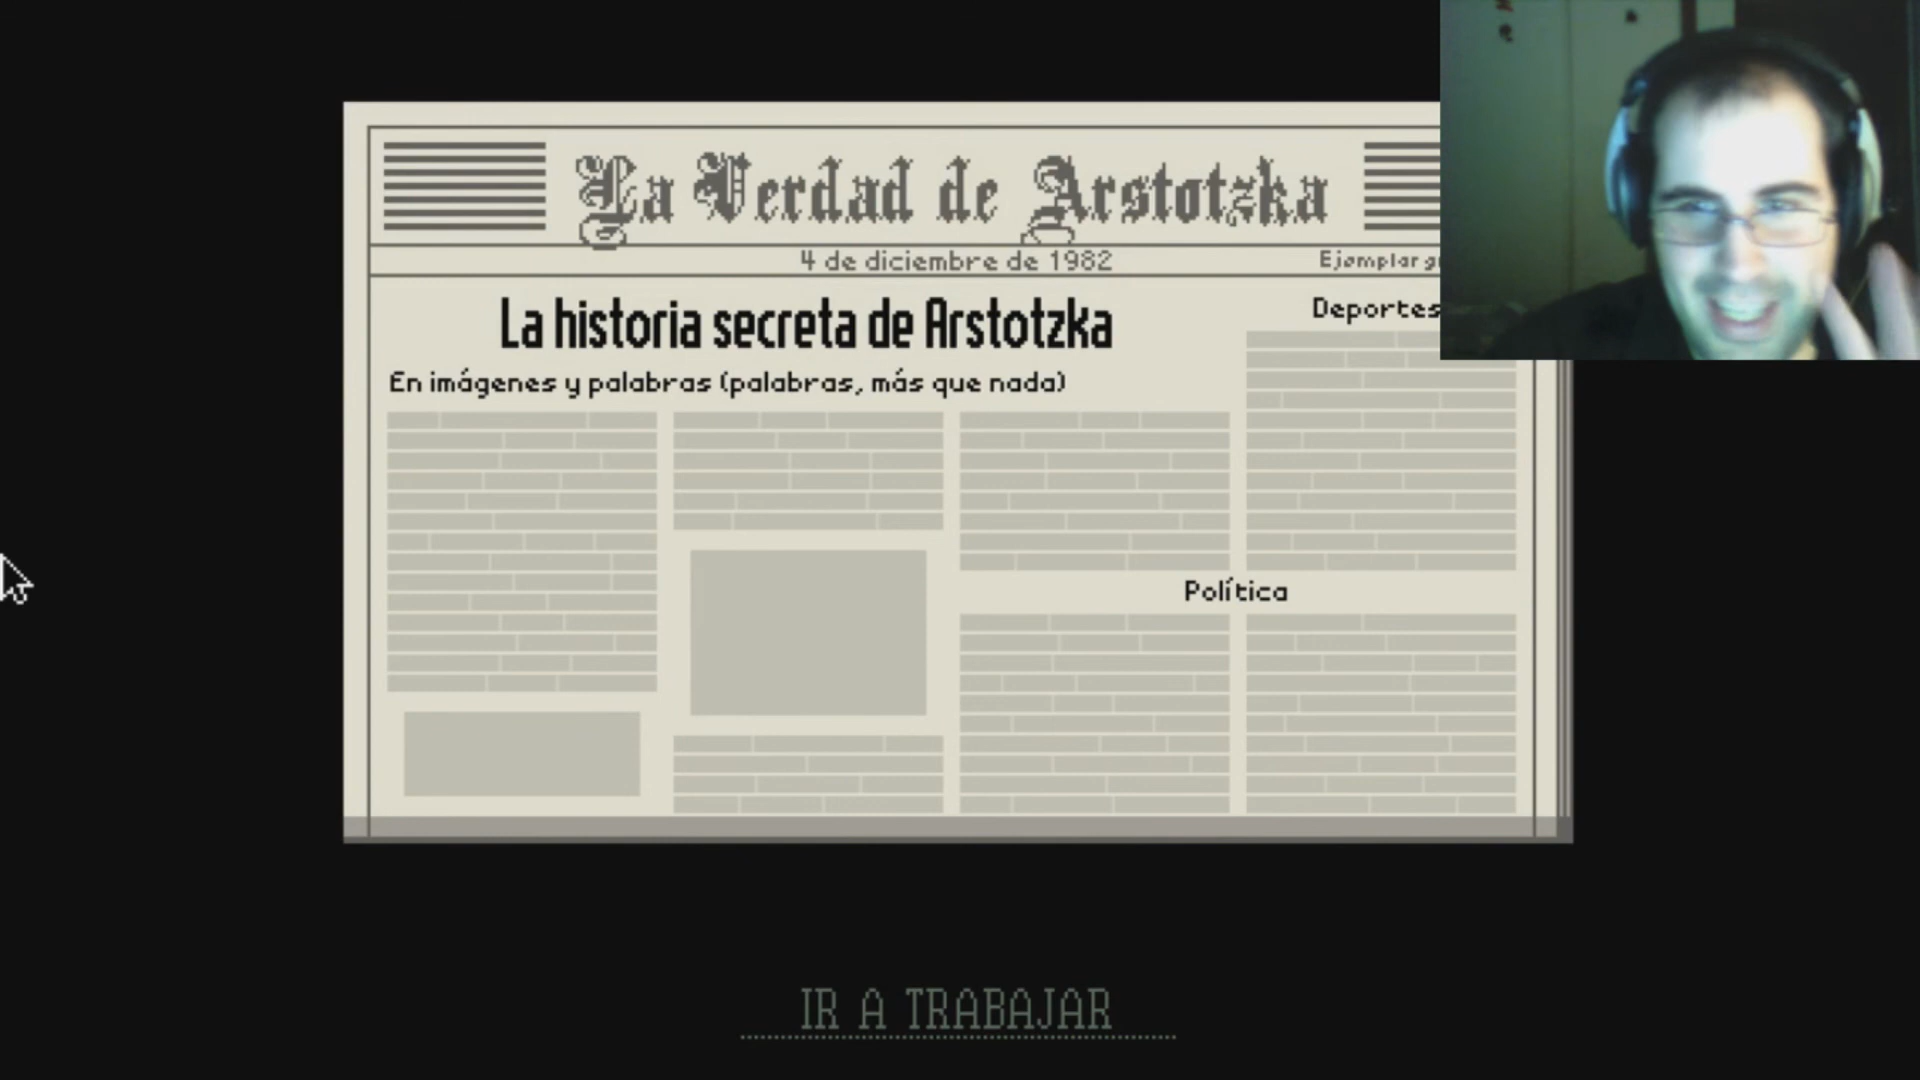 La Verdad de Arstotzka
4 de diciembre de 1982
Ejemplar
La historia secreta de Arstotzka
Deportes
En imágenes y palabras (palabras, más que nada)
Política
IR A TRABAJAR